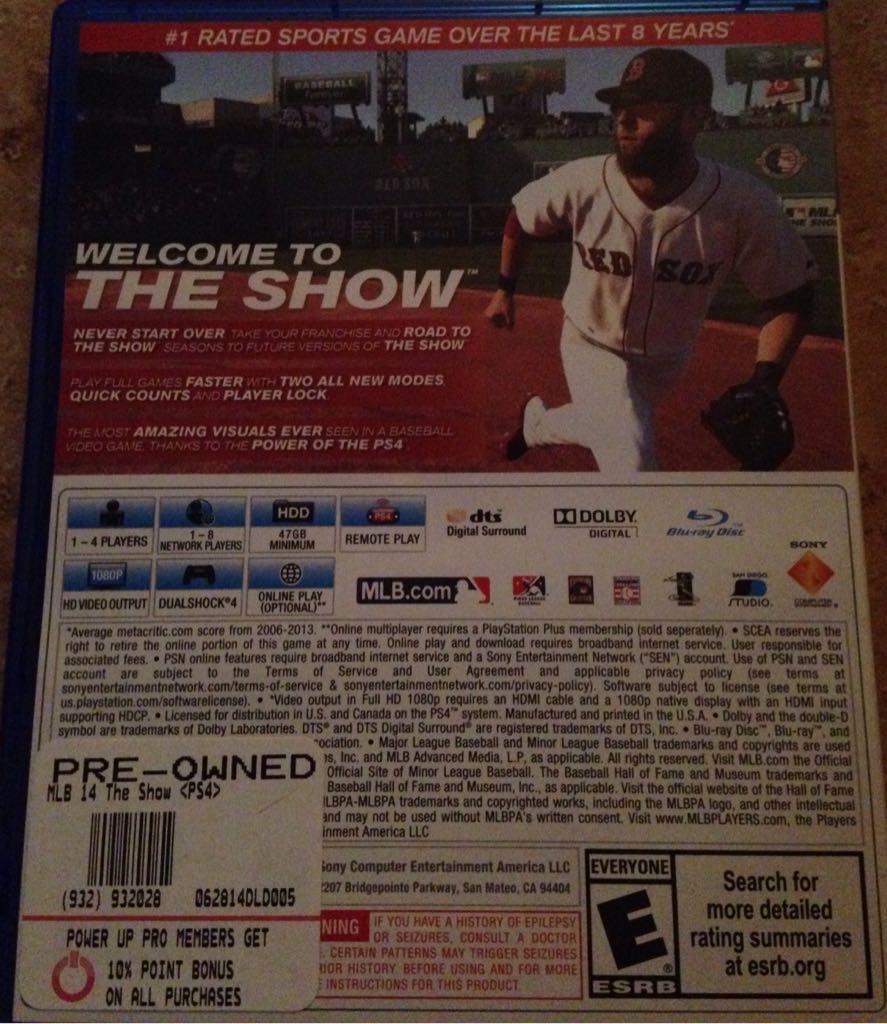 #1 RATED SPORTS GAME OVER THE LAST 8 YEARS*
BASEBALL
B
RED SOX
RED SOX
WELCOME TO
THE SHOW™
NEVER START OVER TAKE YOUR FRANCHISE AND ROAD TO
THE SHOW SEASONS TO FUTURE VERSIONS OF THE SHOW
PLAY FULL GAMES FASTER WITH TWO ALL NEW MODES
QUICK COUNTS AND PLAYER LOCK
THE MOST AMAZING VISUALS EVER SEEN IN A BASEBALL
VIDEO GAME, THANKS TO THE POWER OF THE PS4
1 – 4 PLAYERS
1 – 8
NETWORK PLAYERS
HDD
47GB
MINIMUM
PS4
REMOTE PLAY
dts
Digital Surround
DOLBY
DIGITAL
Blu-ray Disc™
1080P
HD VIDEO OUTPUT
DUALSHOCK®4
ONLINE PLAY
(OPTIONAL)**
MLB.com
SAN DIEGO
STUDIO.
SONY
COMPUTER
*Average metacritic.com score from 2006-2013. **Online multiplayer requires a PlayStation Plus membership (sold seperately). • SCEA reserves the
right to retire the online portion of this game at any time. Online play and download requires broadband internet service. User responsible for
associated fees. • PSN online features require broadband internet service and a Sony Entertainment Network ("SEN") account. Use of PSN and SEN
account are subject to the Terms of Service and User Agreement and applicable privacy policy (see terms at
sonyentertainmentnetwork.com/terms-of-service & sonyentertainmentnetwork.com/privacy-policy). Software subject to license (see terms at
us.playstation.com/softwarelicense). • *Video output in Full HD 1080p requires an HDMI cable and a 1080p native display with an HDMI input
supporting HDCP. • Licensed for distribution in U.S. and Canada on the PS4™ system. Manufactured and printed in the U.S.A. • Dolby and the double-D
symbol are trademarks of Dolby Laboratories. DTS® and DTS Digital Surround® are registered trademarks of DTS, Inc. • Blu-ray Disc™, Blu-ray™, and
ociation. • Major League Baseball and Minor League Baseball trademarks and copyrights are used
es, Inc. and MLB Advanced Media, L.P, as applicable. All rights reserved. Visit MLB.com the Official
Official Site of Minor League Baseball. The Baseball Hall of Fame and Museum trademarks and
Baseball Hall of Fame and Museum, Inc., as applicable. Visit the official website of the Hall of Fame
LBPA-MLBPA trademarks and copyrighted works, including the MLBPA logo, and other intellectual
and may not be used without MLBPA's written consent. Visit www.MLBPLAYERS.com, the Players
inment America LLC
PRE-OWNED
MLB 14 The Show <PS4>
(932) 932028 062814DLD005
POWER UP PRO MEMBERS GET
10% POINT BONUS
ON ALL PURCHASES
Sony Computer Entertainment America LLC
2207 Bridgepointe Parkway, San Mateo, CA 94404
NING
IF YOU HAVE A HISTORY OF EPILEPSY
OR SEIZURES, CONSULT A DOCTOR
. CERTAIN PATTERNS MAY TRIGGER SEIZURES
IOR HISTORY BEFORE USING AND FOR MORE
INSTRUCTIONS FOR THIS PRODUCT.
EVERYONE
E
ESRB
Search for
more detailed
rating summaries
at esrb.org